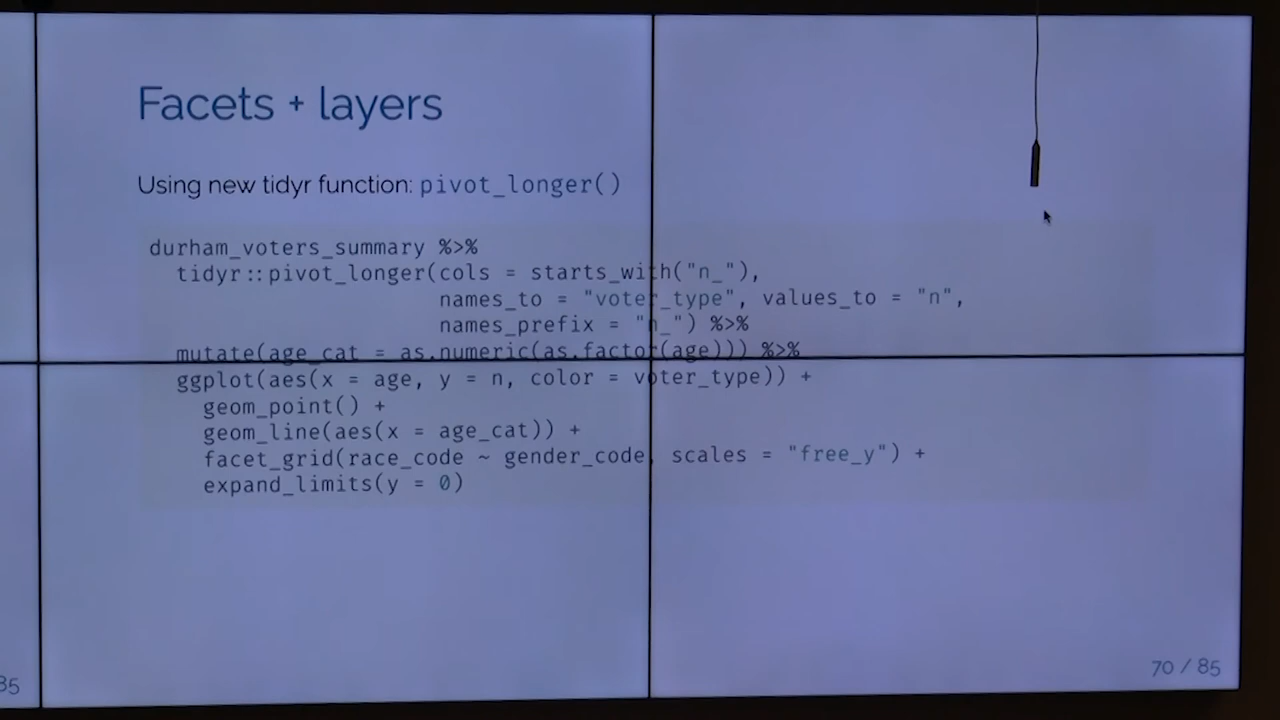 Facets + layers
Using new tidyr function: pivot_longer()
durham_voters_summary %>%
tidyr::pivot_longer(cols = starts_with("n_"),
names_to = "voter_type", values_to = "n",
names_prefix = "n_") %>%
mutate(age_cat = as.numeric(as.factor(age))) %>%
ggplot(aes(x = age, y = n, color = voter_type)) +
geom_point() +
geom_line(aes(x = age_cat)) +
facet_grid(race_code ~ gender_code, scales = "free_y") +
expand_limits(y = 0)
85
70 / 85